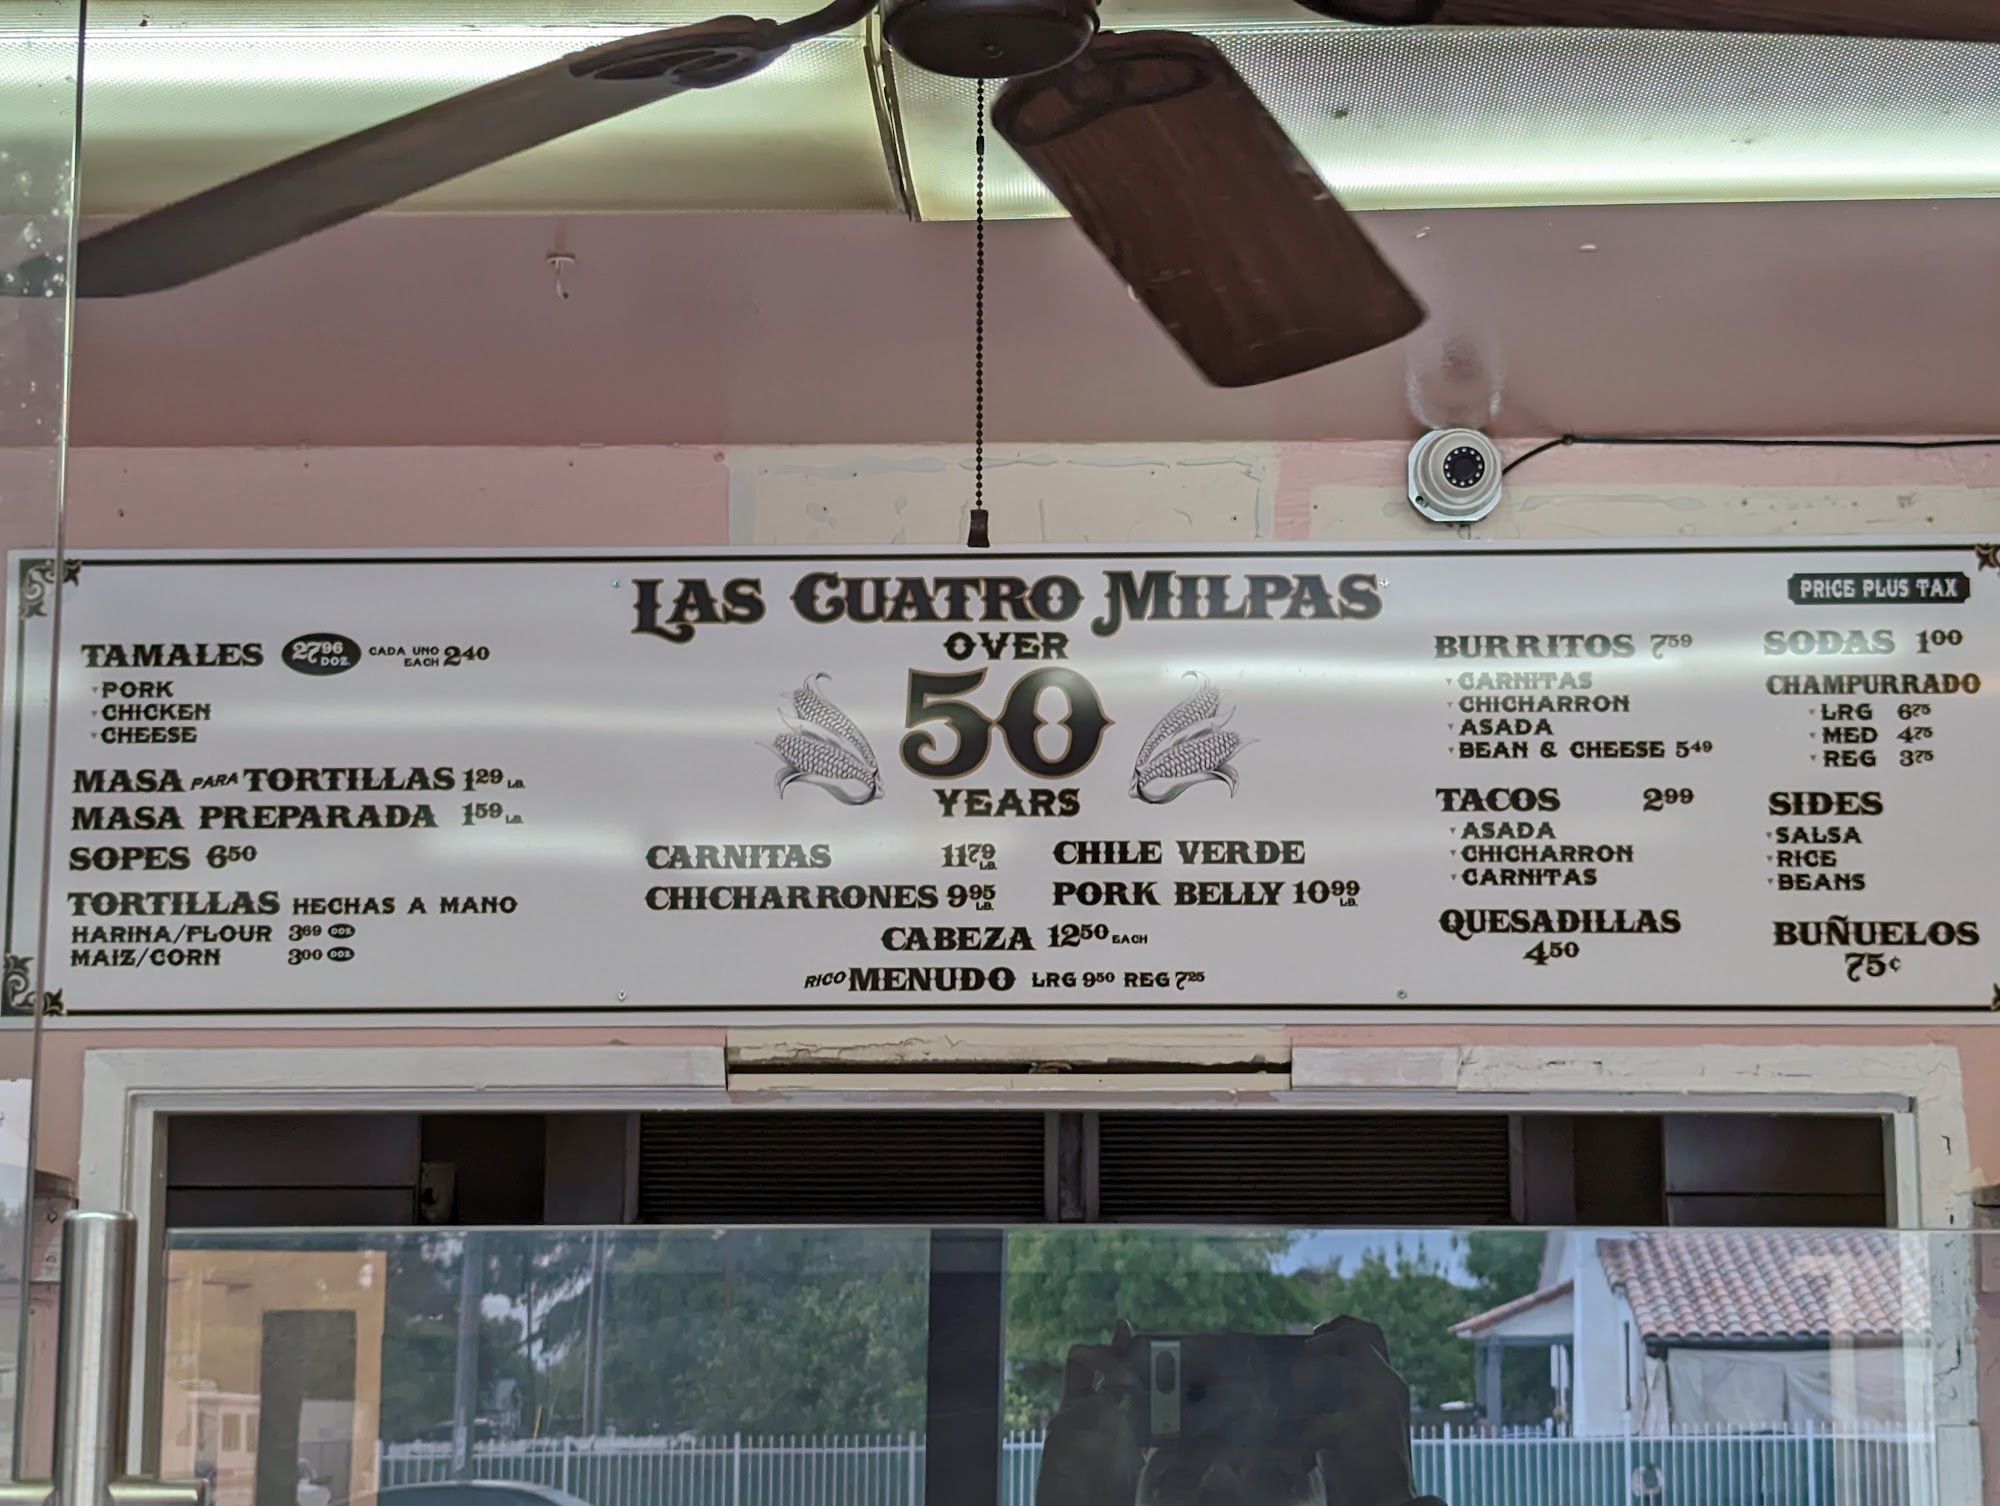 LAS CUATRO MILPAS
OVER
50
YEARS
TAMALES 27.96 DOZ. CADA UNO EACH 2.40
PORK
CHICKEN
CHEESE
MASA PARA TORTILLAS 1.29 LB.
MASA PREPARADA 1.59 LB.
SOPES 6.50
TORTILLAS HECHAS A MANO
HARINA/FLOUR 3.69 DOZ
MAIZ/CORN 3.00 DOZ
CARNITAS 11.79 LB.
CHICHARRONES 9.95 LB.
CHILE VERDE
PORK BELLY 10.99 LB.
CABEZA 12.50 EACH
RICO MENUDO LRG 9.50 REG 7.25
BURRITOS 7.59
CARNITAS
CHICHARRON
ASADA
BEAN & CHEESE 5.49
TACOS 2.99
ASADA
CHICHARRON
CARNITAS
QUESADILLAS
4.50
PRICE PLUS TAX
SODAS 1.00
CHAMPURRADO
LRG 6.75
MED 4.75
REG 3.75
SIDES
SALSA
RICE
BEANS
BUÑUELOS
75¢